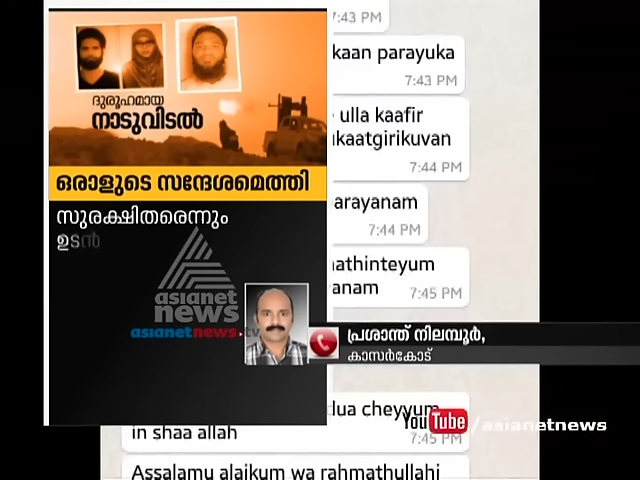 7:43 PM
kaan parayuka
7:43 PM
ulla kaafir
kaatgirikuvan
7:44 PM
arayanam
7:44 PM
athinteyum
anam
7:45 PM
ദുരൂഹമായ
നാടുവിടൽ
ഒരാളുടെ സന്ദേശമെത്തി
സുരക്ഷിതരെന്നും
ഉടൻ
asianet
news
asianetnews.tv
പ്രശാന്ത് നിലമ്പൂർ,
കാസർകോട്
dua cheyyum
in shaa allah
7:45 PM
YouTube/asianetnews
Assalamu alaikum wa rahmathullahi